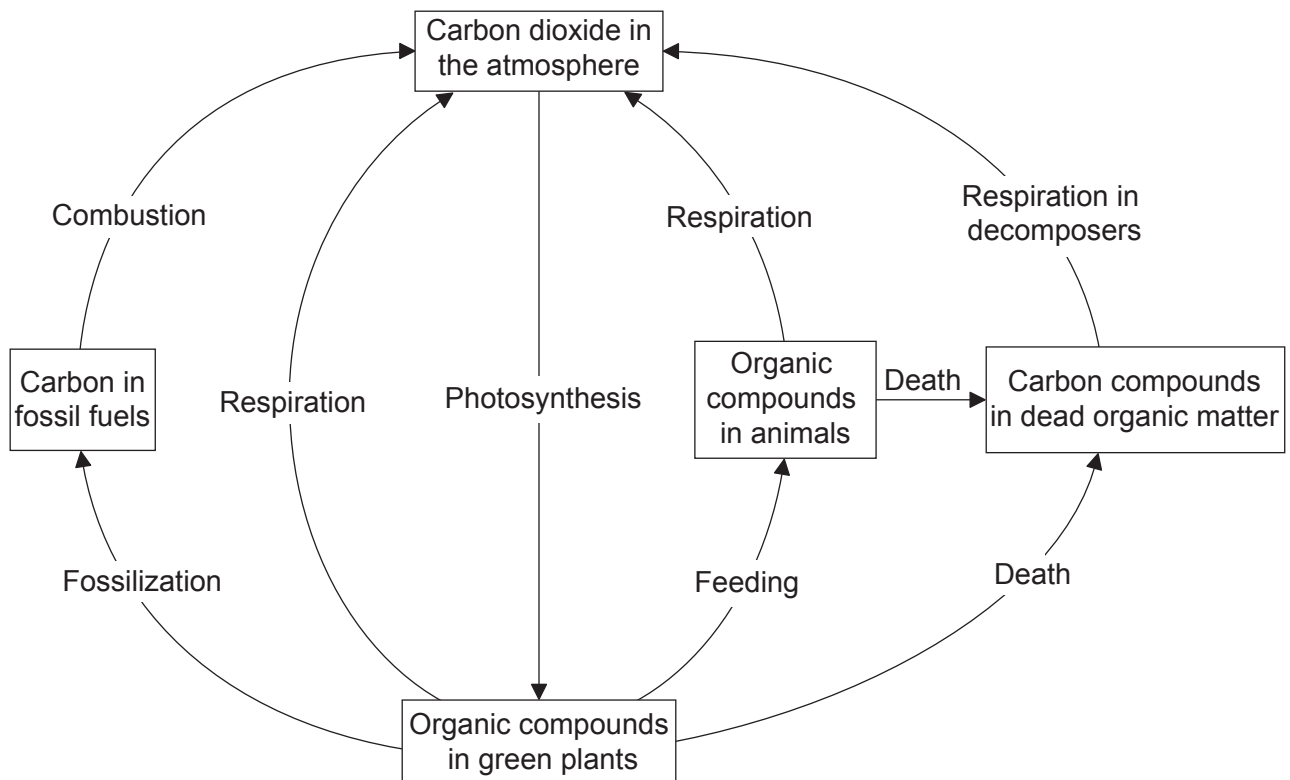 Carbon dioxide in
the atmosphere
Combustion
Respiration
Respiration in
decomposers
Carbon in
fossil fuels
Respiration
Photosynthesis
Organic
compounds
in animals
Death
Carbon compounds
in dead organic matter
Fossilization
Feeding
Death
Organic compounds
in green plants